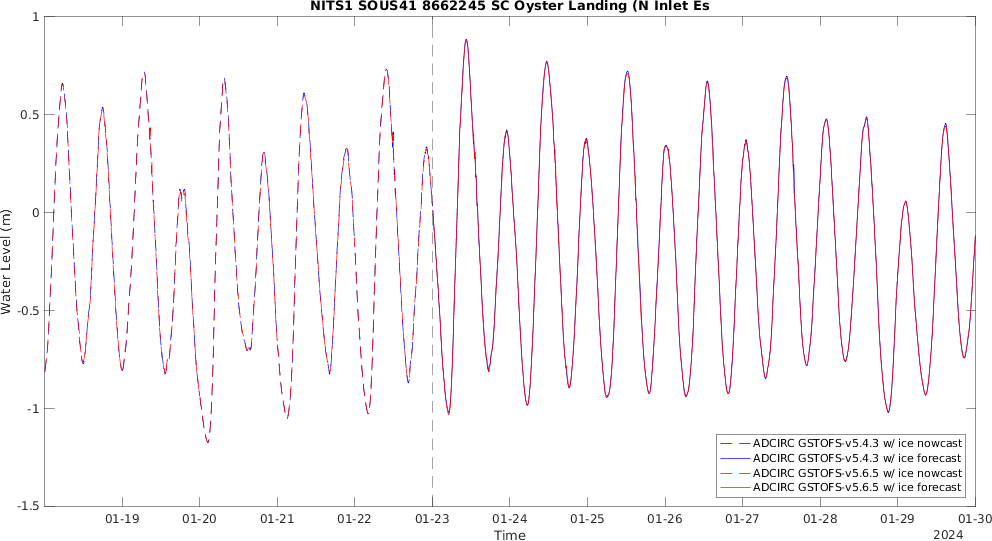 NITS1 SOUS41 8662245 SC Oyster Landing (N Inlet Es
Water Level (m)
1
0.5
0
-0.5
-1
-1.5
01-19 01-20 01-21 01-22 01-23 01-24 01-25 01-26 01-27 01-28 01-29 01-30
Time
2024
ADCIRC GSTOFS-v5.4.3 w/ ice nowcast
ADCIRC GSTOFS-v5.4.3 w/ ice forecast
ADCIRC GSTOFS-v5.6.5 w/ ice nowcast
ADCIRC GSTOFS-v5.6.5 w/ ice forecast